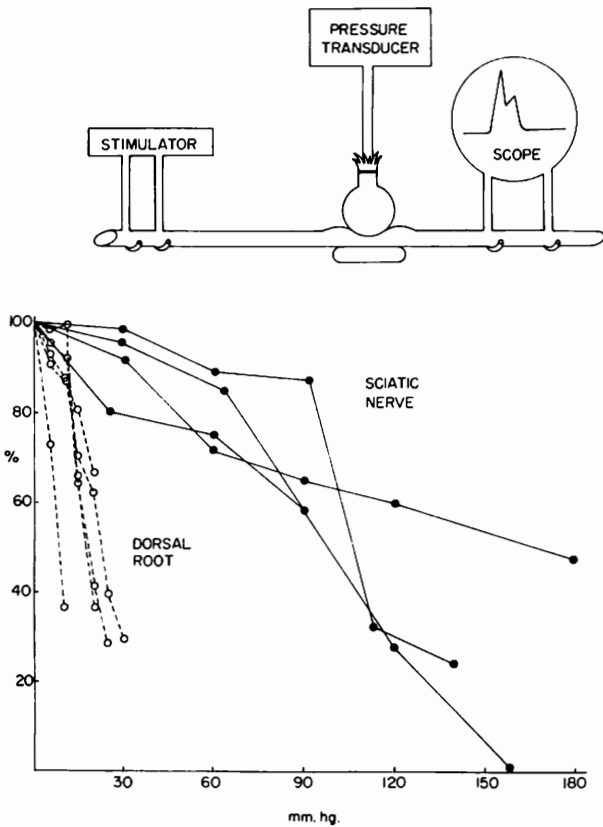 PRESSURE
TRANSDUCER
STIMULATOR
SCOPE
100
80
%
60
40
20
SCIATIC
NERVE
DORSAL
ROOT
30 60 90 120 150 180
mm. hg.